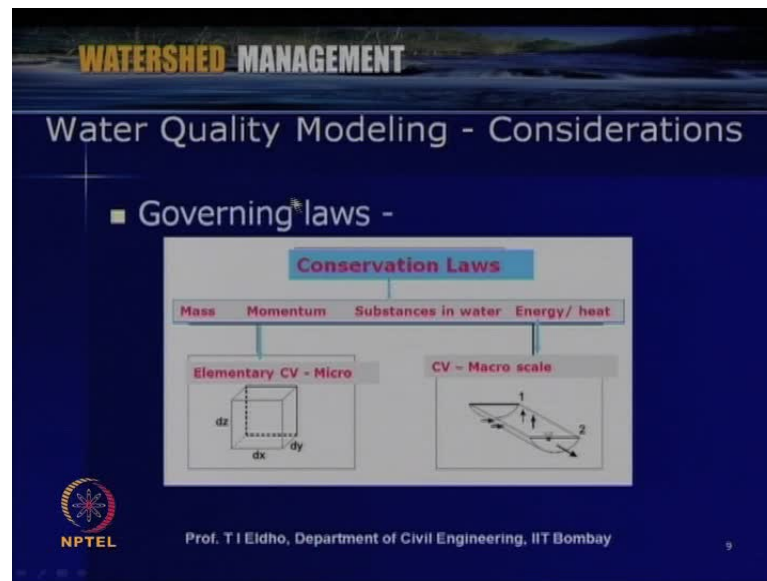 WATERSHED MANAGEMENT
Water Quality Modeling - Considerations
Governing laws -
Conservation Laws
Mass Momentum Substances in water Energy/ heat
Elementary CV - Micro
CV - Macro scale
dz
dx
dy
1
2
NPTEL
Prof. T I Eldho, Department of Civil Engineering, IIT Bombay
9